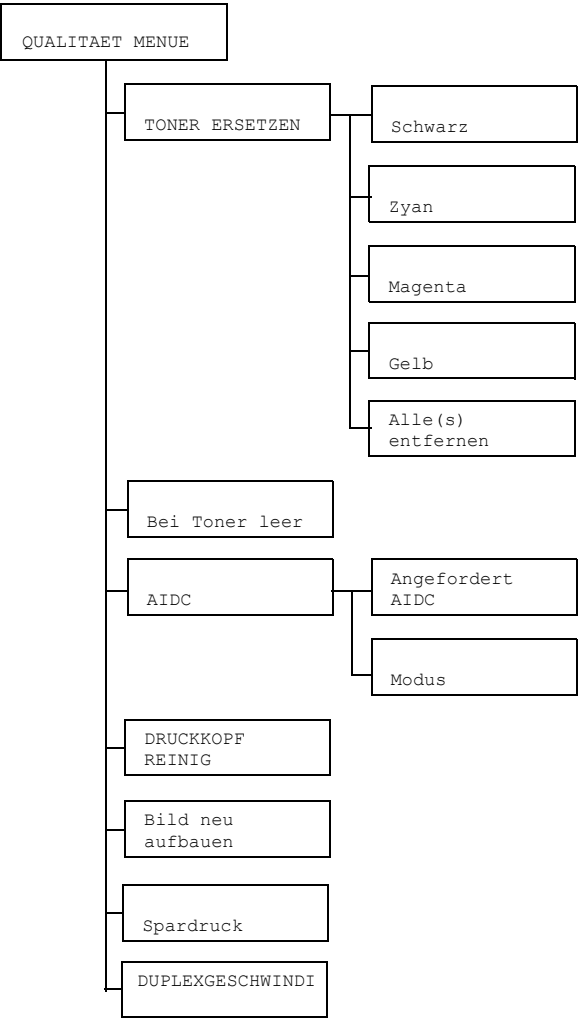 QUALITAET MENUE
TONER ERSETZEN
Schwarz
Zyan
Magenta
Gelb
Alle(s)
entfernen
Bei Toner leer
AIDC
Angefordert
AIDC
Modus
DRUCKKOPF
REINIG
Bild neu
aufbauen
Spardruck
DUPLEXGESCHWINDI